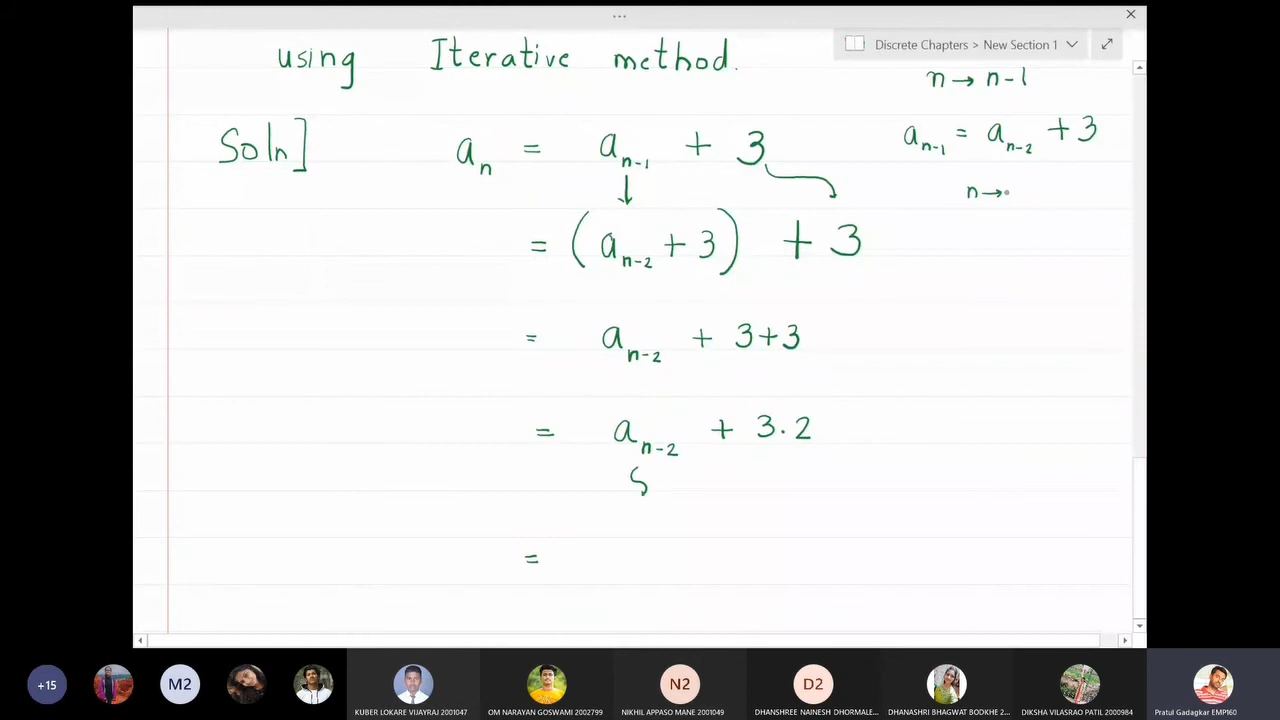 ...
using Iterative method.
Discrete Chapters > New Section 1
n → n-1
Soln] aₙ = aₙ₋₁ + 3
aₙ₋₁ = aₙ₋₂ + 3
n →
= (aₙ₋₂ + 3) + 3
= aₙ₋₂ + 3+3
= aₙ₋₂ + 3.2
=
+15
M2
N2
D2
KUBER LOKARE VIJAYRAJ 2001047
OM NARAYAN GOSWAMI 2002799
NIKHIL APPASO MANE 2001049
DHANSHREE NAINESH DHORMALE...
DHANASHRI BHAGWAT BODKHE 2...
DIKSHA VILASRAO PATIL 2000984
Pratul Gadagkar EMP160